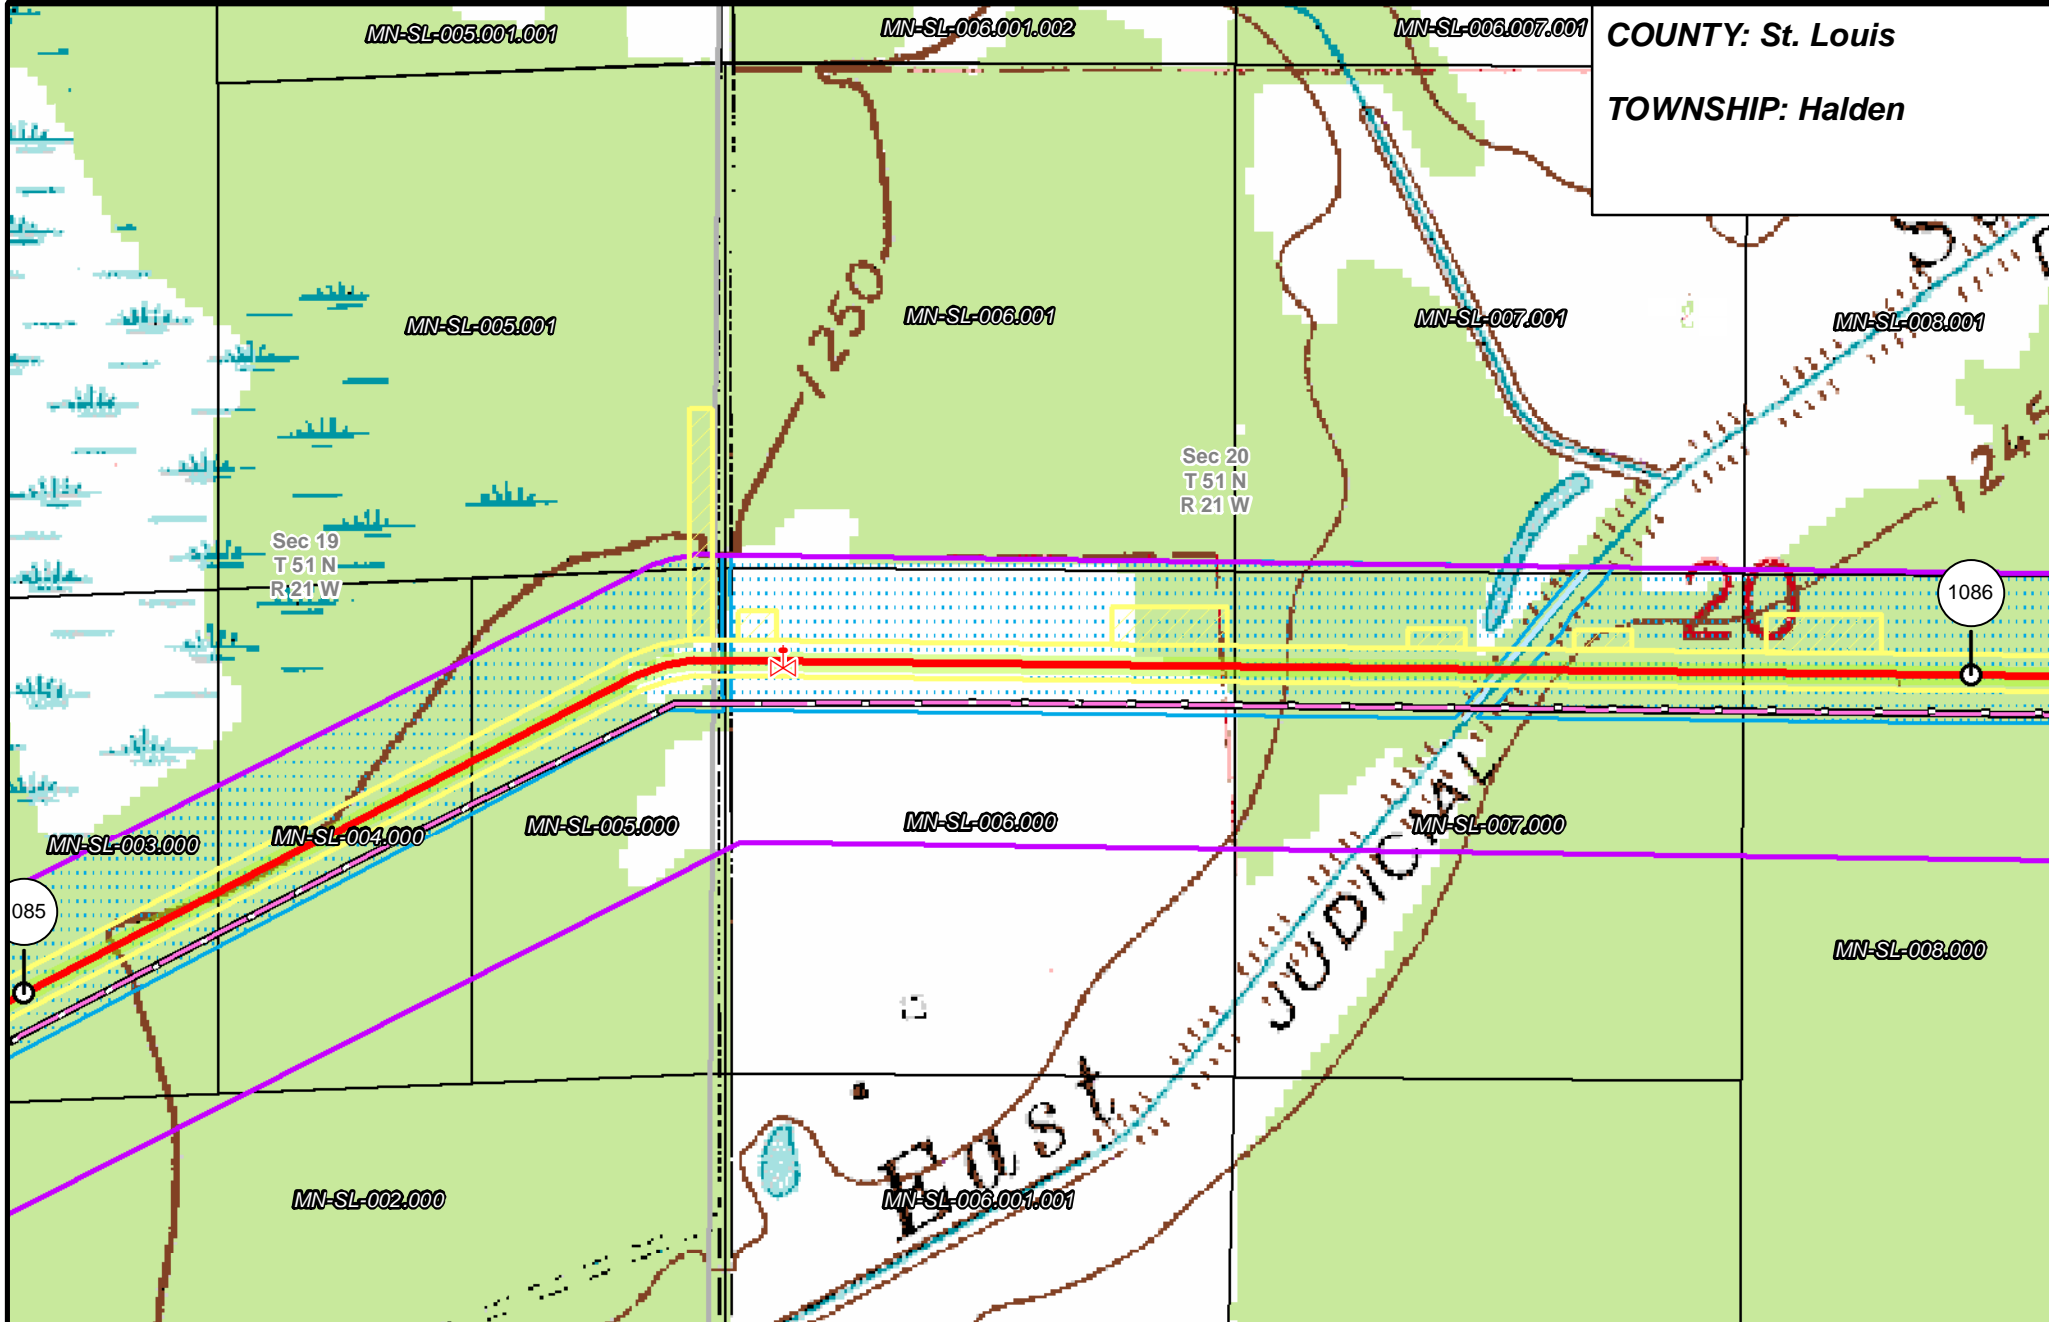 MN-SL-005.001.001
MN-SL-006.001.002
MN-SL-006.007.001
COUNTY: St. Louis
TOWNSHIP: Halden
1250
MN-SL-005.001
MN-SL-006.001
MN-SL-007.001
MN-SL-008.001
Sec 20
T 51 N
R 21 W
1245
Sec 19
T 51 N
R 21 W
20
1086
MN-SL-003.000
MN-SL-004.000
MN-SL-005.000
MN-SL-006.000
MN-SL-007.000
085
JUDICIAL
MN-SL-008.000
East
MN-SL-002.000
MN-SL-006.001.001